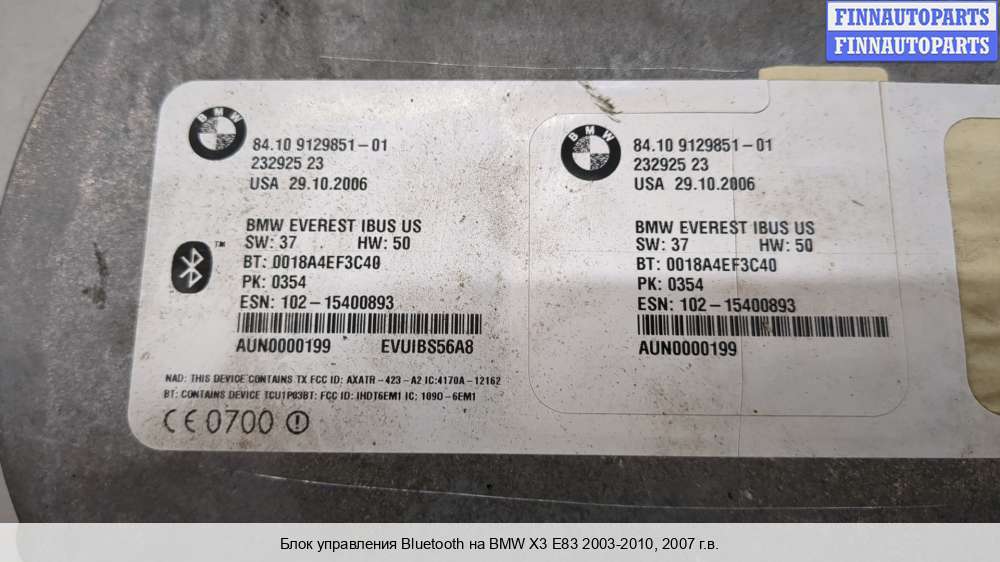 FINNAUTOPARTS
FINNAUTOPARTS
BMW
84.10 9129851-01
232925 23
USA 29.10.2006
BMW EVEREST IBUS US
SW: 37 HW: 50
BT: 0018A4EF3C40
PK: 0354
ESN: 102-15400893
AUN0000199 EVUIBS56A8
NAD: THIS DEVICE CONTAINS TX FCC ID: AXATR-423-A2 IC:4170A-12162
BT: CONTAINS DEVICE TCU1P03BT: FCC ID: IHDT6EM1 IC: 109O-6EM1
CE 0700
TM
BMW
84.10 9129851-01
232925 23
USA 29.10.2006
BMW EVEREST IBUS US
SW: 37 HW: 50
BT: 0018A4EF3C40
PK: 0354
ESN: 102-15400893
AUN0000199
Блок управления Bluetooth на BMW X3 E83 2003-2010, 2007 г.в.